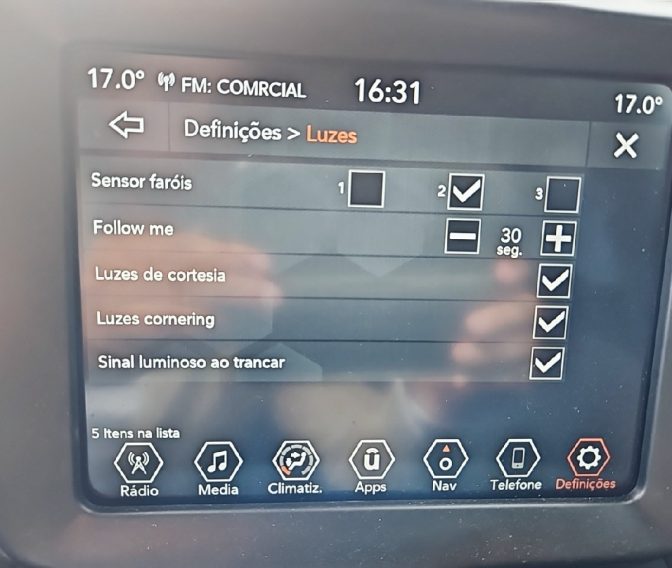 17.0° FM: COMRCIAL 16:31 17.0°
Definições > Luzes X
Sensor faróis 1 2 3
Follow me 30 seg.
Luzes de cortesia
Luzes cornering
Sinal luminoso ao trancar
5 Itens na lista
ū
Rádio Media Climatiz. Apps Nav Telefone Definições